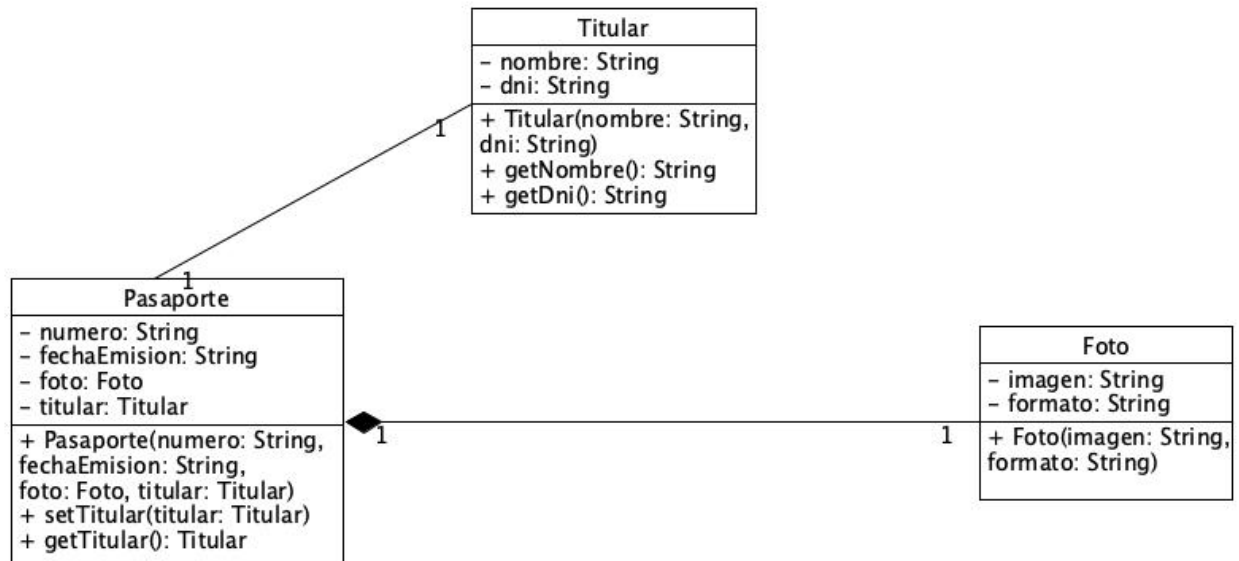 Titular
– nombre: String
– dni: String
+ Titular(nombre: String,
dni: String)
+ getNombre(): String
+ getDni(): String
1
1
Pasaporte
– numero: String
– fechaEmision: String
– foto: Foto
– titular: Titular
+ Pasaporte(numero: String,
fechaEmision: String,
foto: Foto, titular: Titular)
+ setTitular(titular: Titular)
+ getTitular(): Titular
1
1
Foto
– imagen: String
– formato: String
+ Foto(imagen: String,
formato: String)